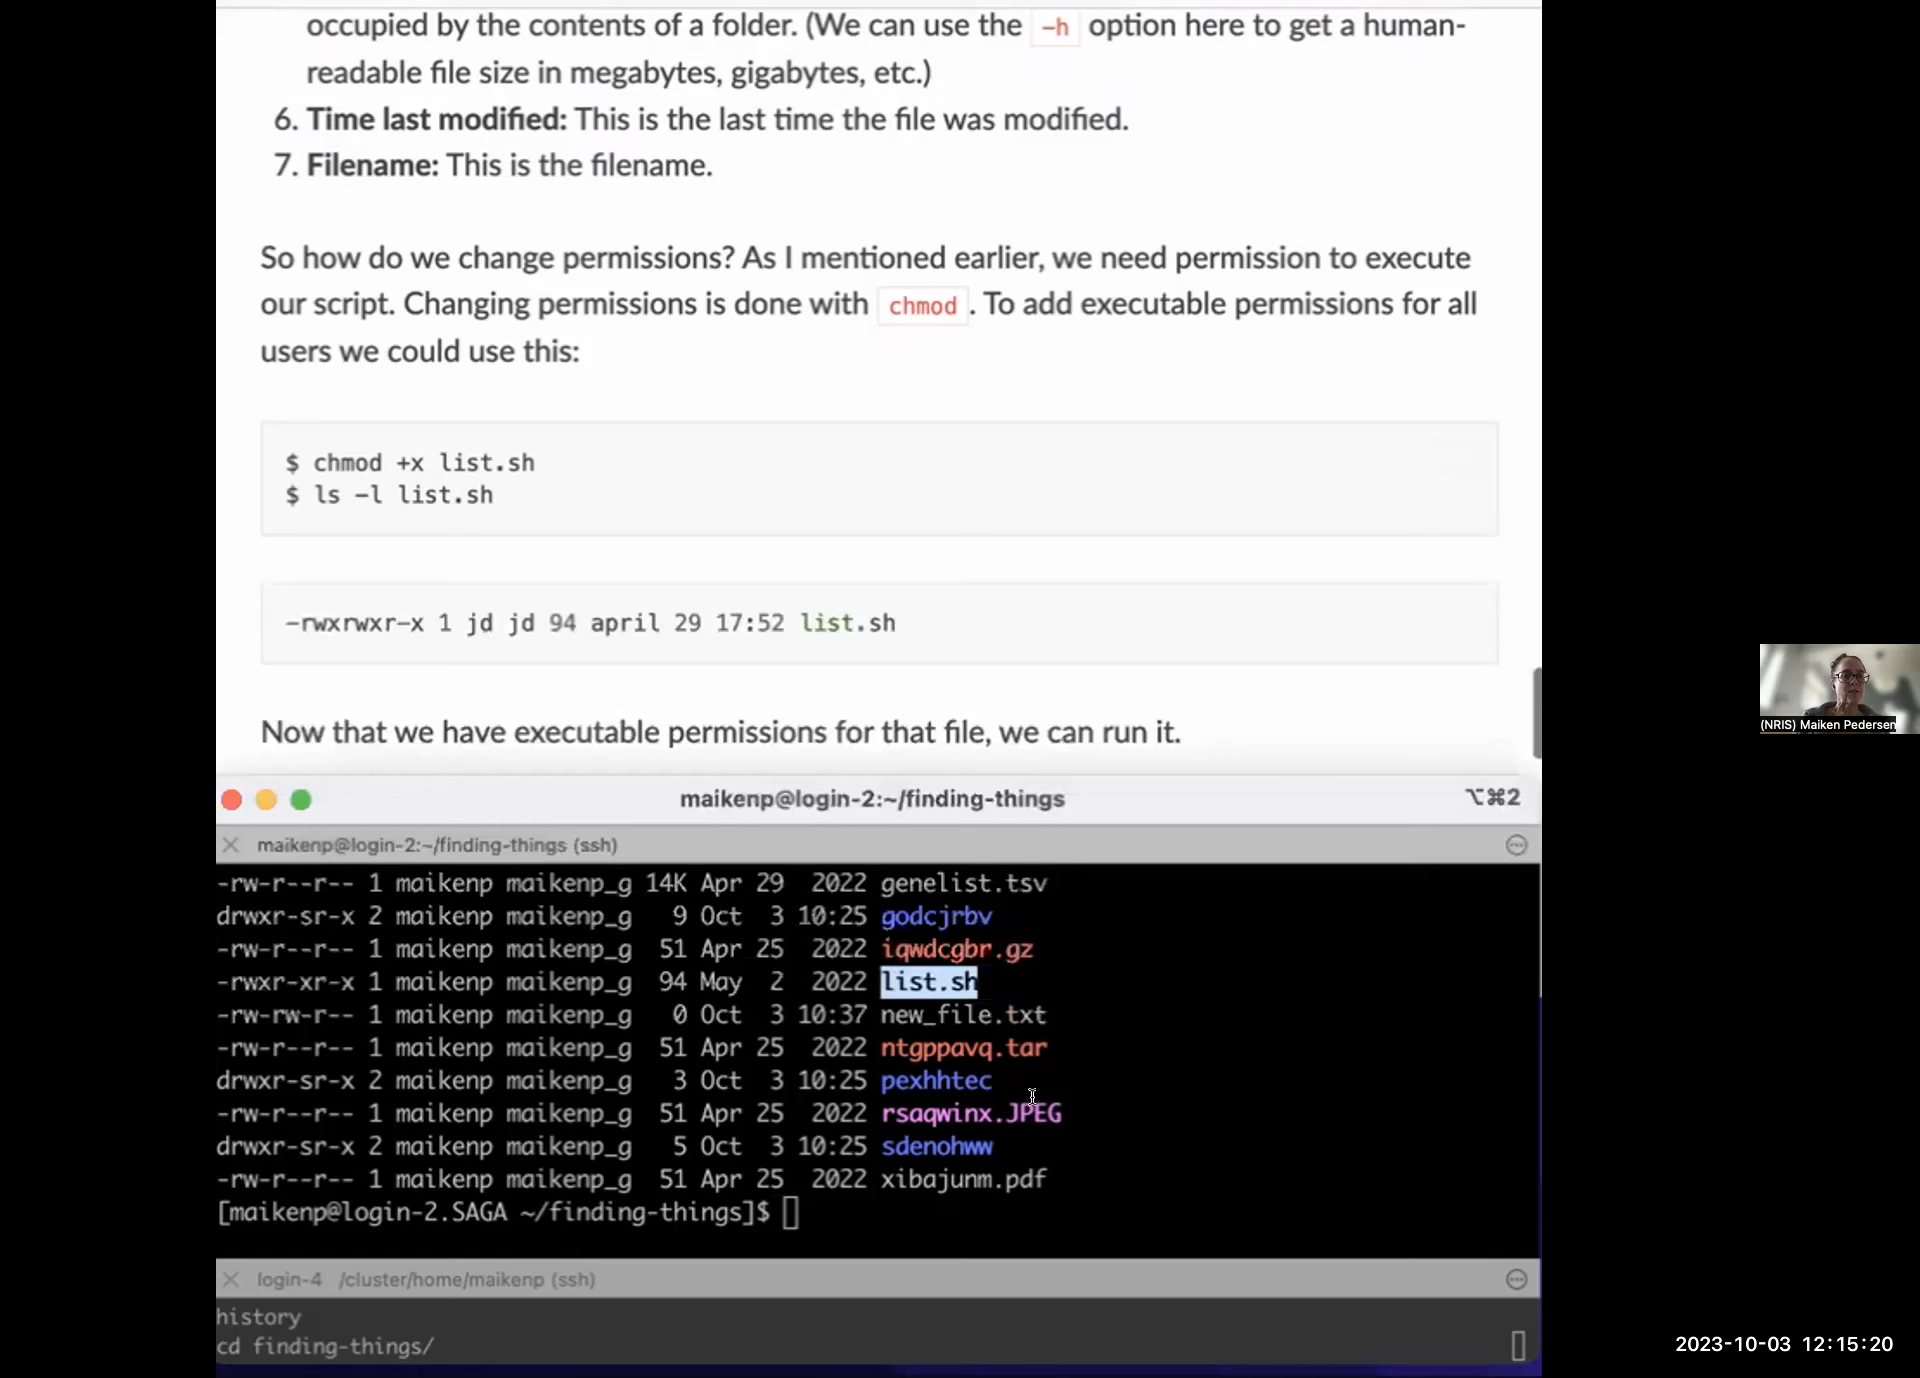 occupied by the contents of a folder. (We can use the -h option here to get a human-
readable file size in megabytes, gigabytes, etc.)
6. Time last modified: This is the last time the file was modified.
7. Filename: This is the filename.
So how do we change permissions? As I mentioned earlier, we need permission to execute
our script. Changing permissions is done with chmod . To add executable permissions for all
users we could use this:
$ chmod +x list.sh
$ ls -l list.sh
-rwxrwxr-x 1 jd jd 94 april 29 17:52 list.sh
Now that we have executable permissions for that file, we can run it.
(NRIS) Maiken Pedersen
maikenp@login-2:~/finding-things ⌥⌘2
maikenp@login-2:~/finding-things (ssh)
-rw-r--r-- 1 maikenp maikenp_g 14K Apr 29 2022 genelist.tsv
drwxr-sr-x 2 maikenp maikenp_g 9 Oct 3 10:25 godcjrbv
-rw-r--r-- 1 maikenp maikenp_g 51 Apr 25 2022 iqwdcgbr.gz
-rwxr-xr-x 1 maikenp maikenp_g 94 May 2 2022 list.sh
-rw-rw-r-- 1 maikenp maikenp_g 0 Oct 3 10:37 new_file.txt
-rw-r--r-- 1 maikenp maikenp_g 51 Apr 25 2022 ntgppavq.tar
drwxr-sr-x 2 maikenp maikenp_g 3 Oct 3 10:25 pexhhtec
-rw-r--r-- 1 maikenp maikenp_g 51 Apr 25 2022 rsaqwinx.JPEG
drwxr-sr-x 2 maikenp maikenp_g 5 Oct 3 10:25 sdenohww
-rw-r--r-- 1 maikenp maikenp_g 51 Apr 25 2022 xibajunm.pdf
[maikenp@login-2.SAGA ~/finding-things]$
login-4 /cluster/home/maikenp (ssh)
history
cd finding-things/
2023-10-03 12:15:20